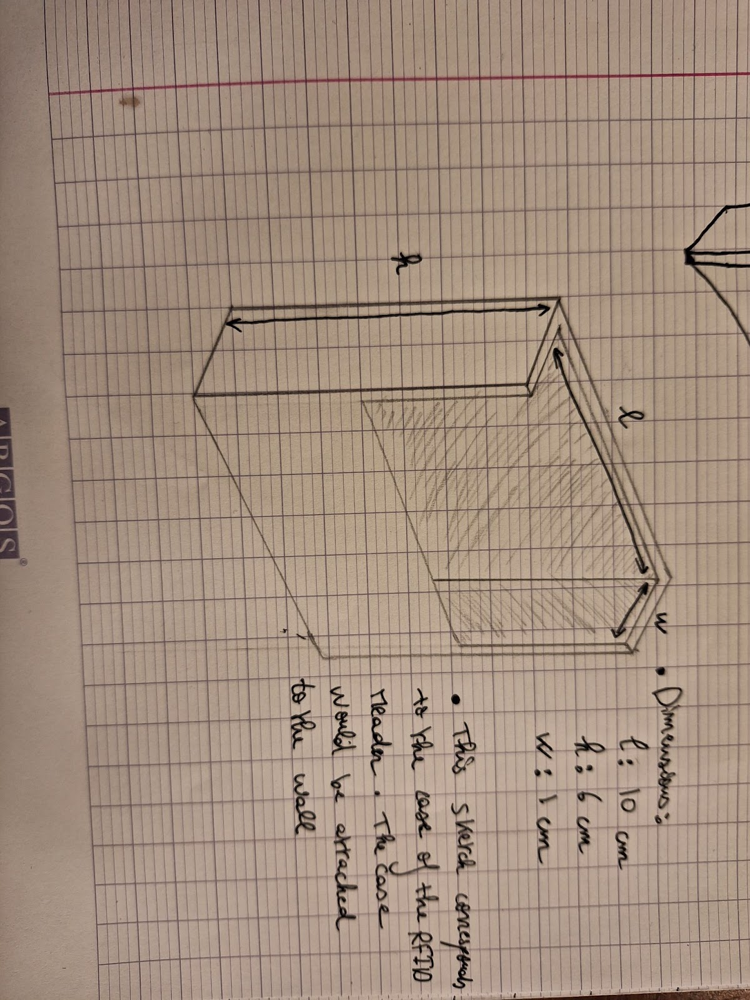 h
l
w
• Dimensions:
l: 10 cm
h: 6 cm
w: 1 cm
• This sketch corresponds
to the case of the RFID
reader. The case
would be attached
to the wall
ARGOS®